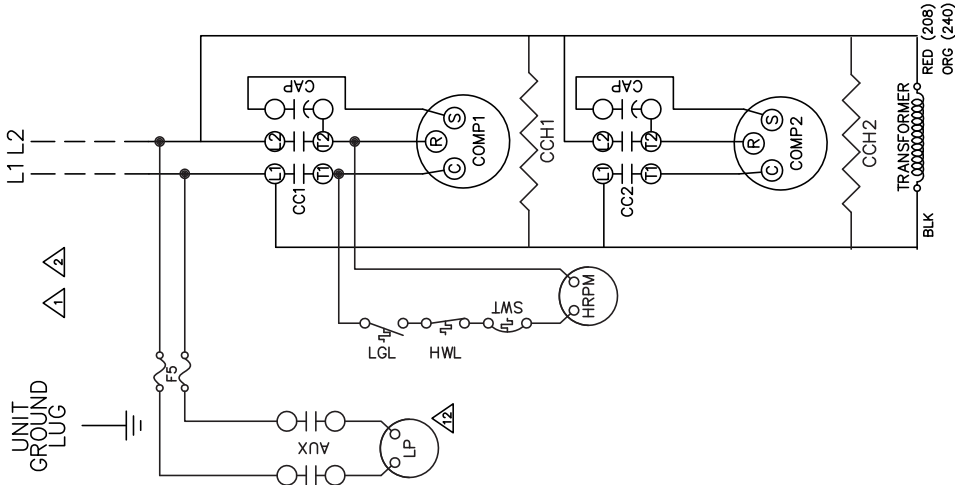 L1 L2
RED (208)
ORG (240)
CAP
L2
T2
L1
T1
CC1
S
R
C
COMP1
CCH1
CAP
L2
T2
L1
T1
CC2
S
R
C
COMP2
CCH2
TRANSFORMER
BLK
1
2
LGL
HWL
SWT
HRPM
UNIT
GROUND
LUG
F5
AUX
LP
12